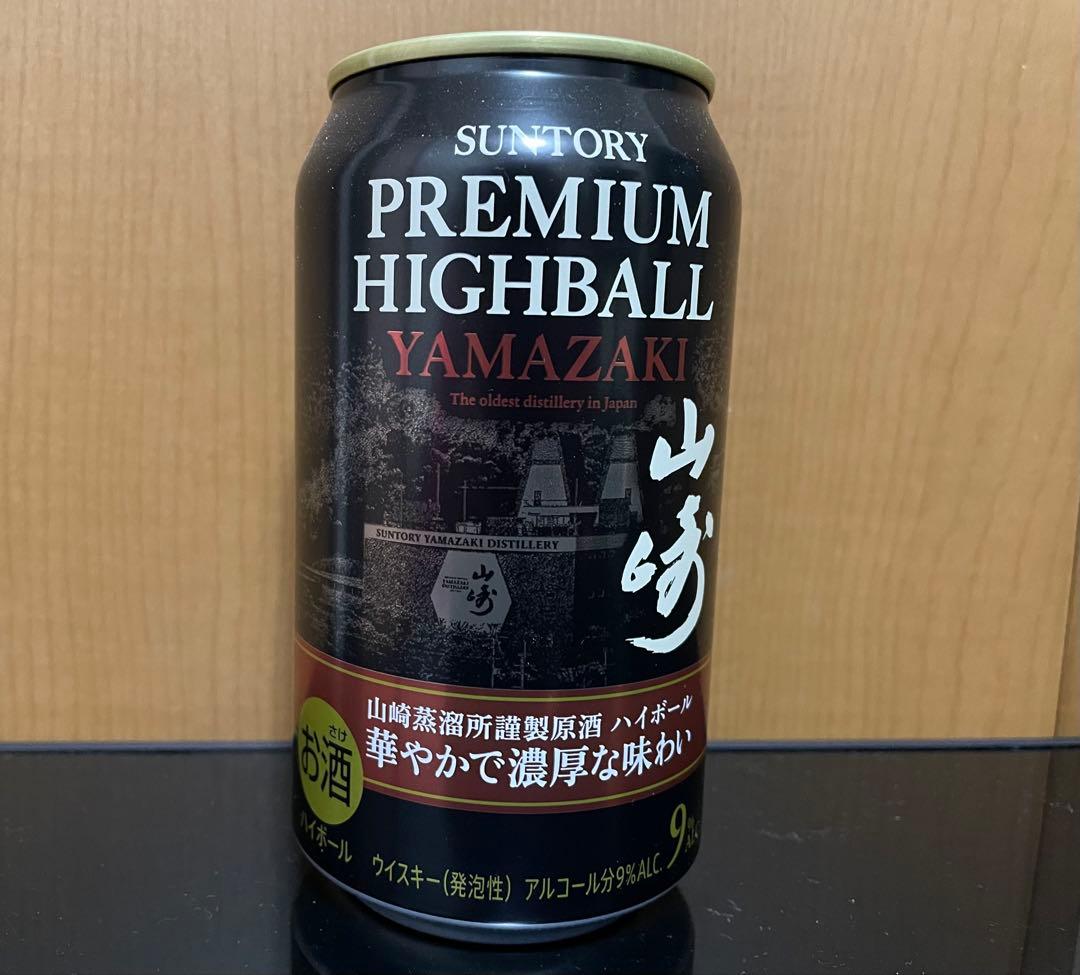 SUNTORY
PREMIUM
HIGHBALL
YAMAZAKI
The oldest distillery in Japan
山崎
SUNTORY YAMAZAKI DISTILLERY
山崎
山崎蒸溜所謹製原酒 ハイボール
華やかで濃厚な味わい
さけ
お酒
ハイボール
ウイスキー(発泡性) アルコール分9%ALC.
9%